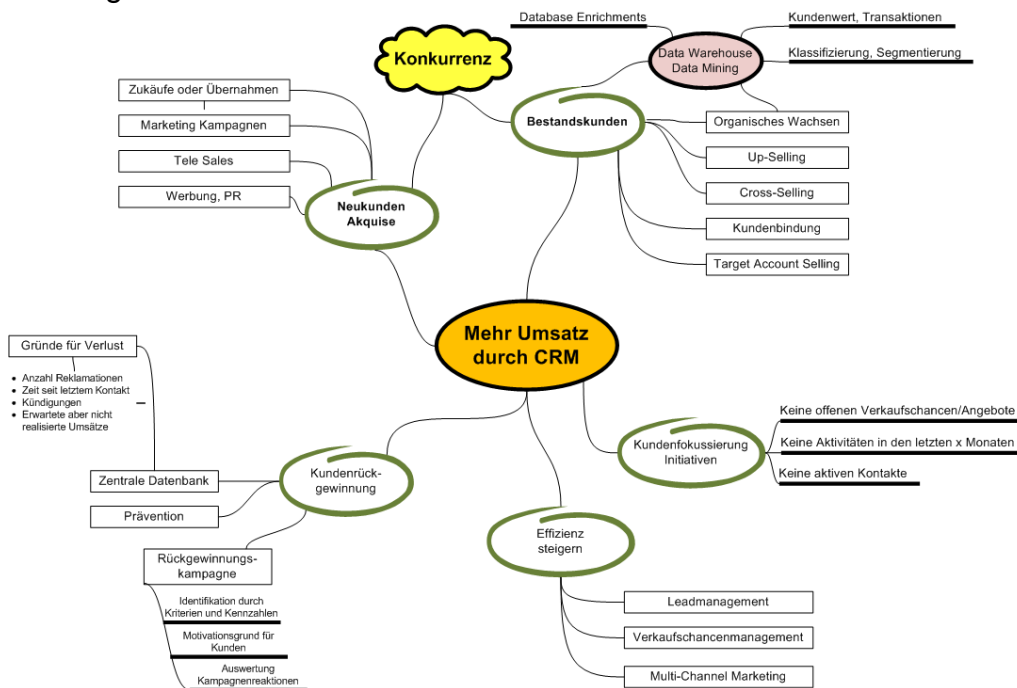 Database Enrichments
Kundenwert, Transaktionen
Konkurrenz
Data Warehouse
Data Mining
Klassifizierung, Segmentierung
Zukäufe oder Übernahmen
Marketing Kampagnen
Bestandskunden
Organisches Wachsen
Tele Sales
Up-Selling
Werbung, PR
Neukunden
Akquise
Cross-Selling
Kundenbindung
Target Account Selling
Mehr Umsatz
durch CRM
Gründe für Verlust
• Anzahl Reklamationen
• Zeit seit letztem Kontakt
• Kündigungen
• Erwartete aber nicht
realisierte Umsätze
Keine offenen Verkaufschancen/Angebote
Kundenfokussierung
Initiativen
Keine Aktivitäten in den letzten x Monaten
Keine aktiven Kontakte
Kundenrück-
gewinnung
Zentrale Datenbank
Prävention
Effizienz
steigern
Rückgewinnungs-
kampagne
Identifikation durch
Kriterien und Kennzahlen
Motivationsgrund für
Kunden
Auswertung
Kampagnenreaktionen
Leadmanagement
Verkaufschancenmanagement
Multi-Channel Marketing